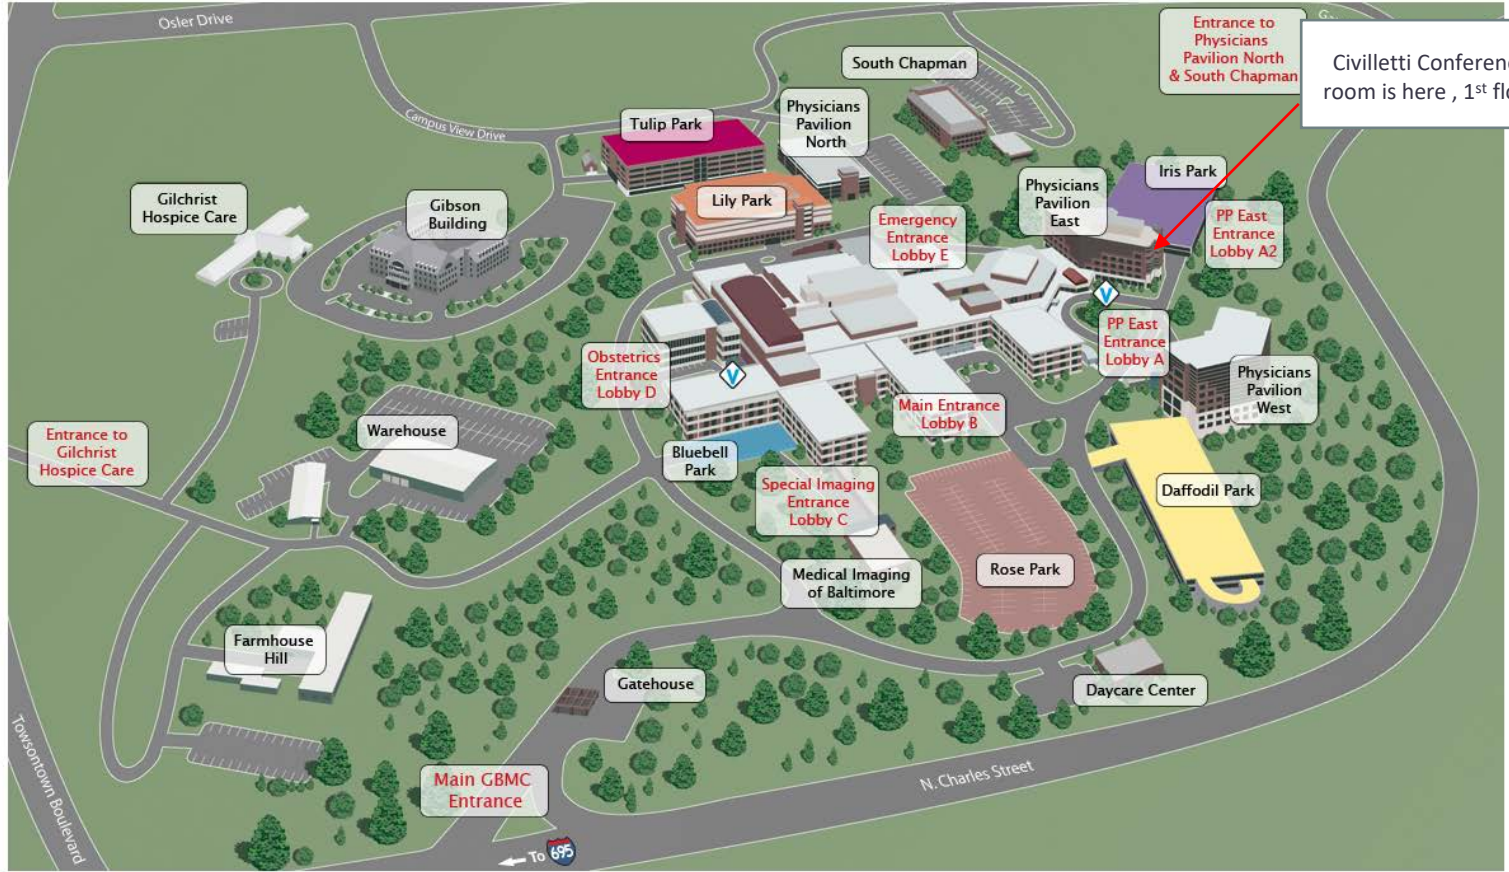 Osler Drive
Entrance to
Physicians
Pavilion North
& South Chapman
Civilletti Conferen
room is here , 1st flo
South Chapman
Campus View Drive
Tulip Park
Physicians
Pavilion
North
Iris Park
Physicians
Pavilion
East
Gilchrist
Hospice Care
Gibson
Building
Lily Park
Emergency
Entrance
Lobby E
PP East
Entrance
Lobby A2
V
PP East
Entrance
Lobby A
Obstetrics
Entrance
Lobby D
V
Physicians
Pavilion
West
Main Entrance
Lobby B
Warehouse
Entrance to
Gilchrist
Hospice Care
Bluebell
Park
Special Imaging
Entrance
Lobby C
Daffodil Park
Medical Imaging
of Baltimore
Rose Park
Farmhouse
Hill
Gatehouse
Daycare Center
Towsontown Boulevard
Main GBMC
Entrance
N. Charles Street
To 695